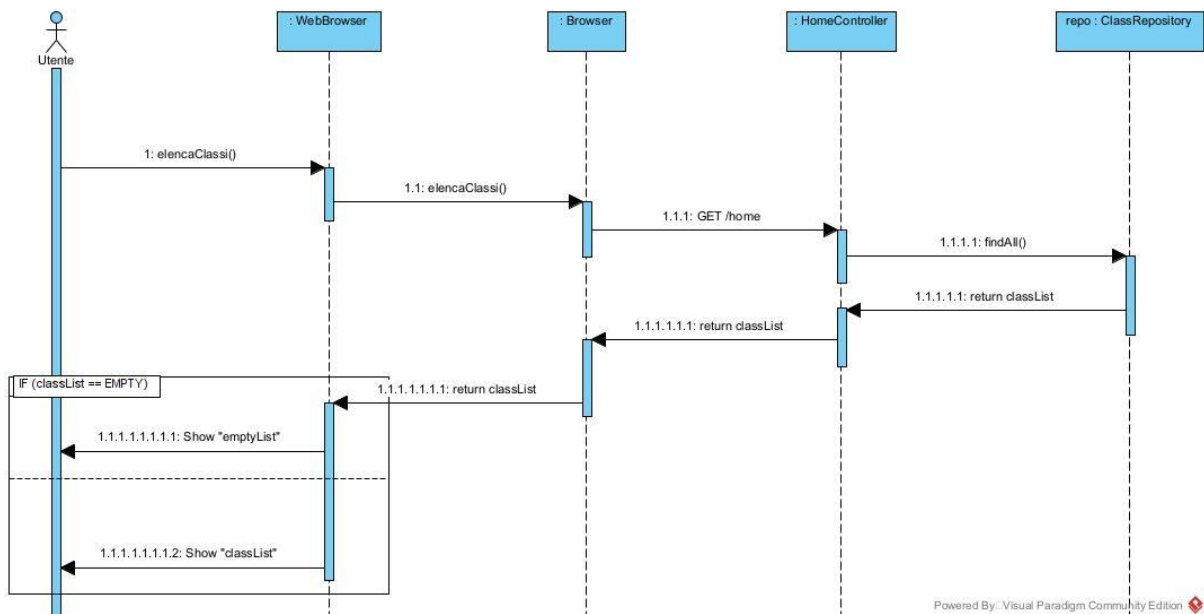 : WebBrowser
: Browser
: HomeController
repo : ClassRepository
Utente
1: elencaClassi()
1.1: elencaClassi()
1.1.1: GET /home
1.1.1.1: findAll()
1.1.1.1.1: return classList
1.1.1.1.1.1: return classList
IF (classList == EMPTY)
1.1.1.1.1.1.1: return classList
1.1.1.1.1.1.1.1: Show "emptyList"
1.1.1.1.1.1.1.2: Show "classList"
Powered By Visual Paradigm Community Edition